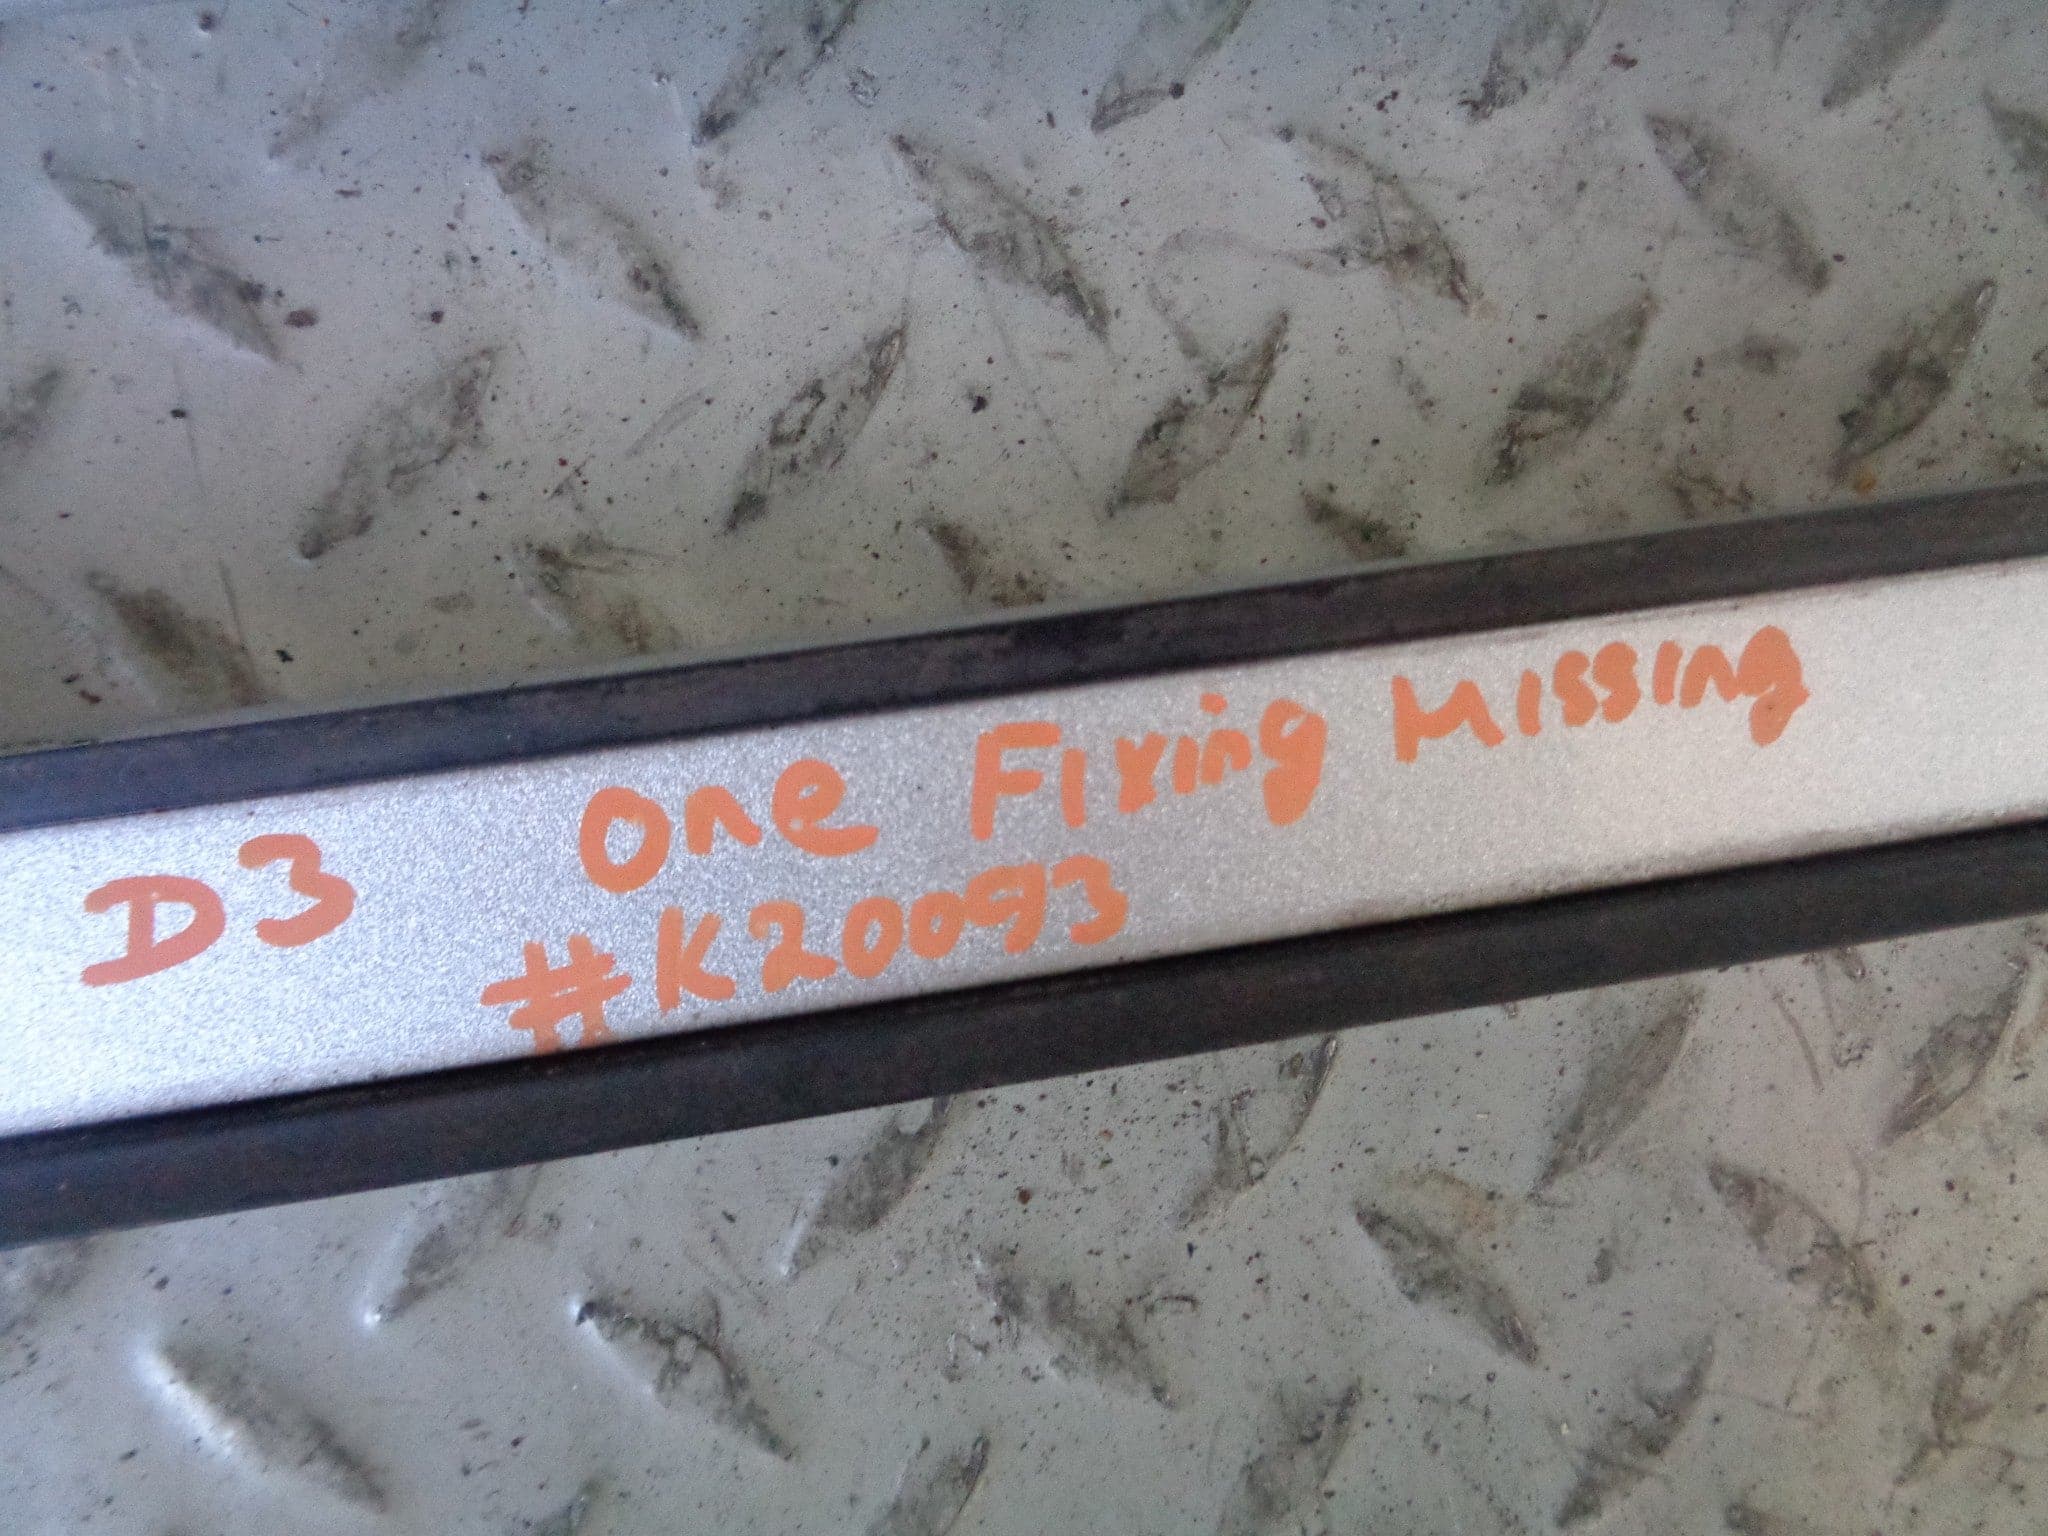 D3 One Fixing Missing
#K20093